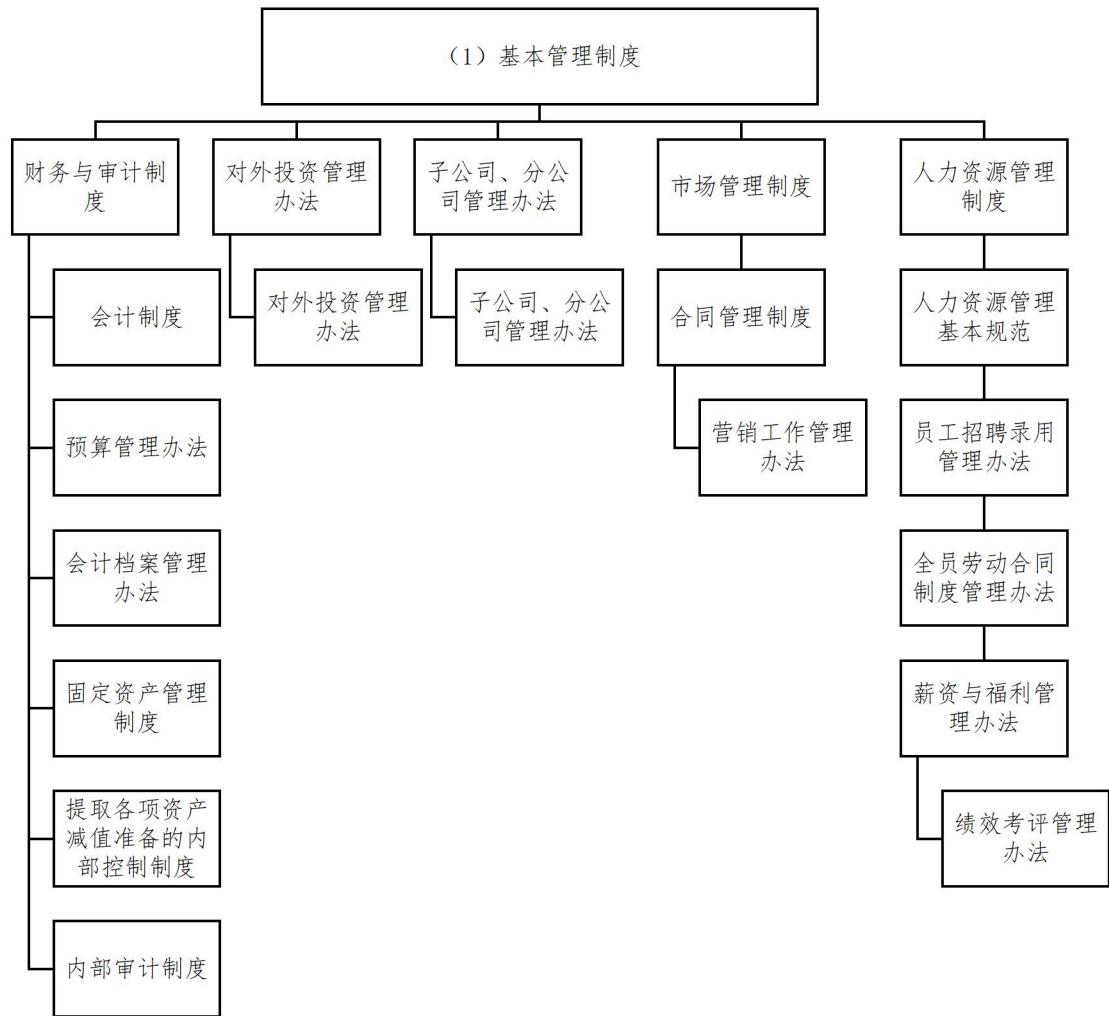 （1）基本管理制度
财务与审计制
度
对外投资管理
办法
子公司、分公
司管理办法
市场管理制度
人力资源管理
制度
会计制度
对外投资管理
办法
子公司、分公
司管理办法
合同管理制度
人力资源管理
基本规范
预算管理办法
营销工作管理
办法
员工招聘录用
管理办法
会计档案管理
办法
全员劳动合同
制度管理办法
固定资产管理
制度
薪资与福利管
理办法
提取各项资产
减值准备的内
部控制制度
绩效考评管理
办法
内部审计制度